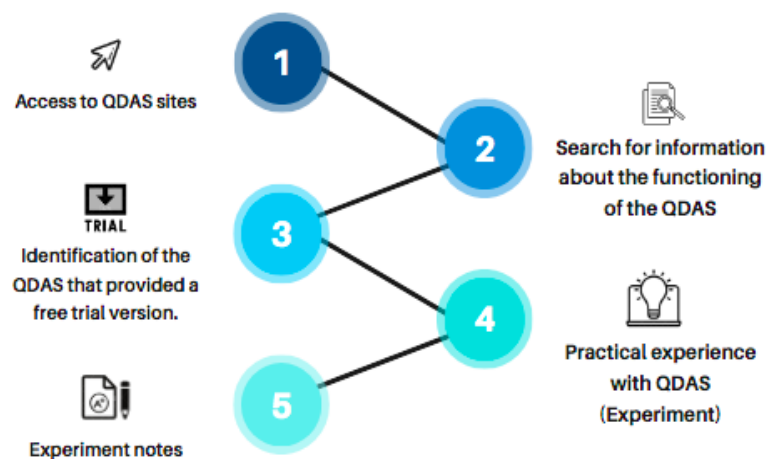 1
Access to QDAS sites
2
Search for information
about the functioning
of the QDAS
TRIAL
3
Identification of the
QDAS that provided a
free trial version.
4
Practical experience
with QDAS
(Experiment)
5
Experiment notes